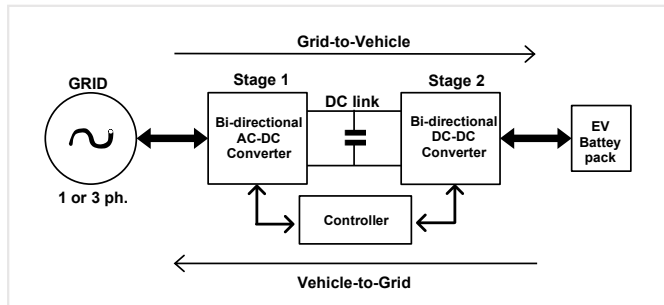 Grid-to-Vehicle
GRID
Stage 1
Stage 2
DC link
Bi-directional
AC-DC
Converter
Bi-directional
DC-DC
Converter
EV
Battey
pack
1 or 3 ph.
Controller
Vehicle-to-Grid